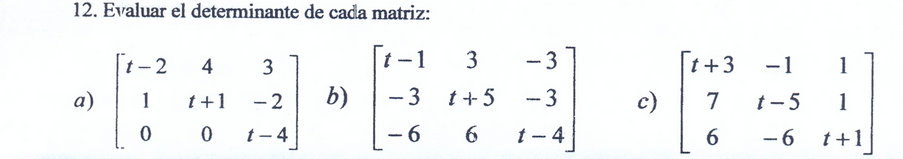 12. Evaluar el determinante de cada matriz:
a) [t-2 4 3
1 t+1 -2
0 0 t-4]
b) [t-1 3 -3
-3 t+5 -3
-6 6 t-4]
c) [t+3 -1 1
7 t-5 1
6 -6 t+1]